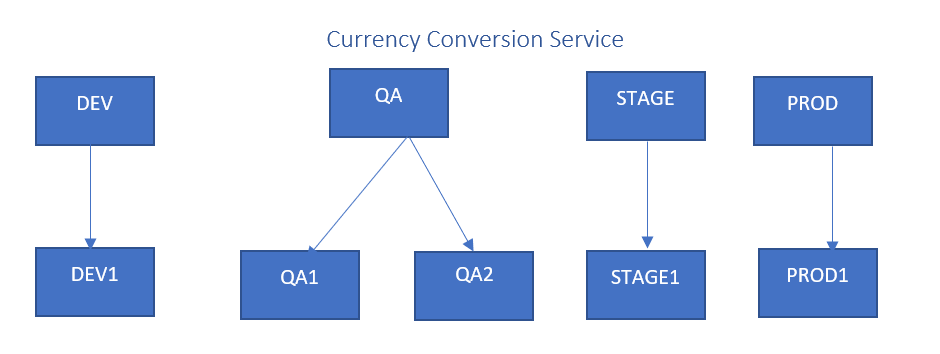 Currency Conversion Service
DEV
QA
STAGE
PROD
DEV1
QA1
QA2
STAGE1
PROD1